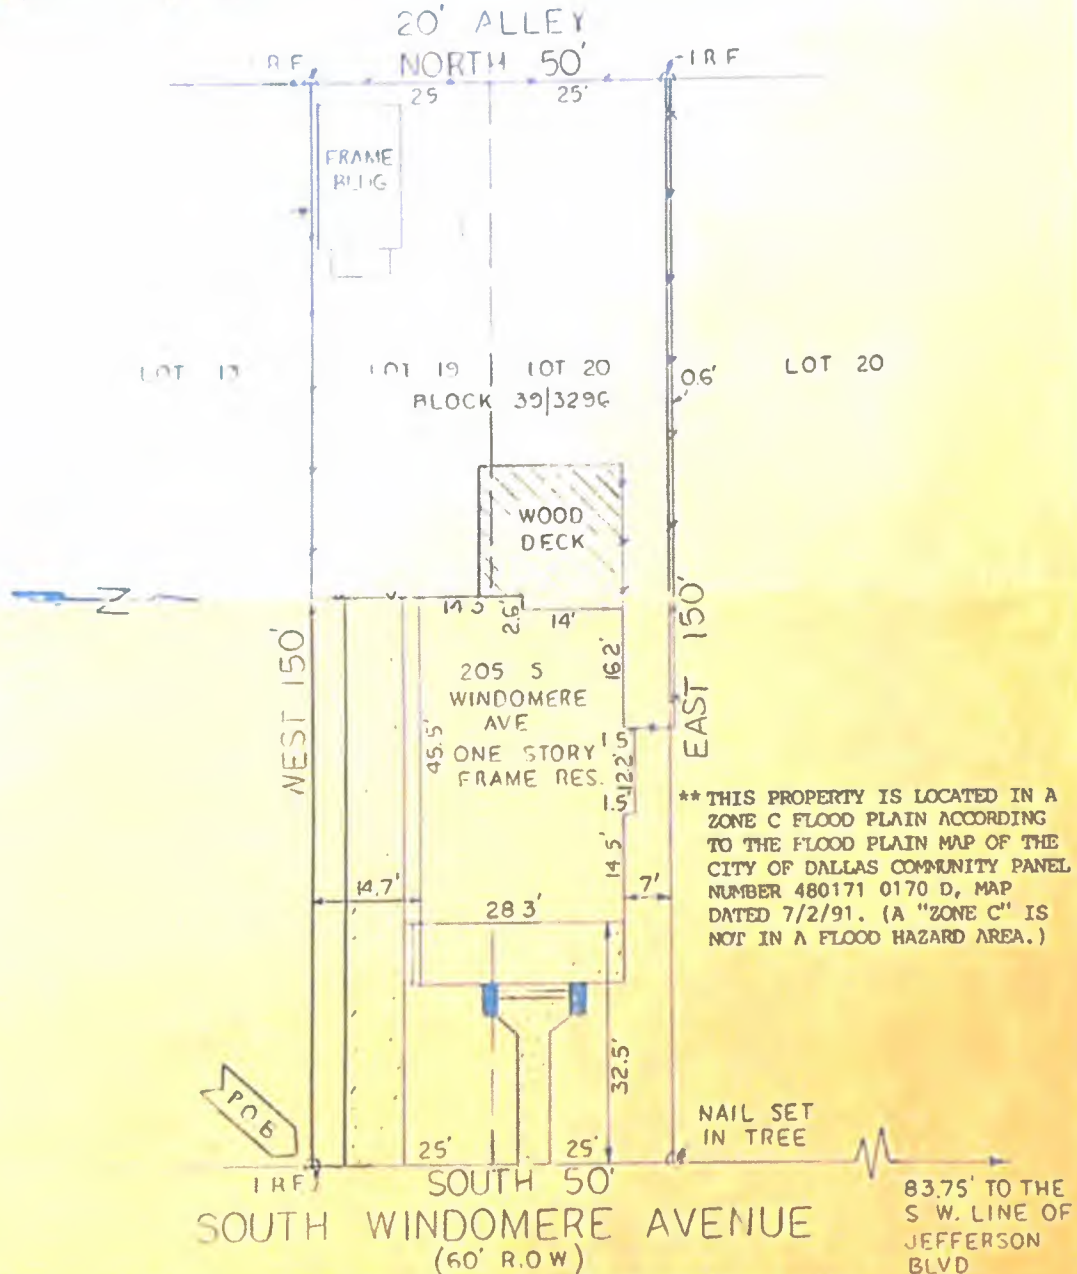 20' ALLEY
I R F
NORTH 50'
I R F
25
25'
FRAME
BLDG
LOT 19
LOT 20
LOT 20
0.6'
BLOCK 39|3296
WOOD
DECK
14.3
2.6'
14'
16.2'
WEST 150'
EAST 150'
205 S
WINDOMERE
AVE
ONE STORY
FRAME RES.
45.5'
1.5
12.2'
1.5'
14.5'
14.7'
7'
28.3'
32.5'
** THIS PROPERTY IS LOCATED IN A
ZONE C FLOOD PLAIN ACCORDING
TO THE FLOOD PLAIN MAP OF THE
CITY OF DALLAS COMMUNITY PANEL
NUMBER 480171 0170 D, MAP
DATED 7/2/91. (A "ZONE C" IS
NOT IN A FLOOD HAZARD AREA.)
P.O.B
NAIL SET
IN TREE
25'
25'
I R F
SOUTH 50'
SOUTH WINDOMERE AVENUE
(60' R.O.W)
83.75' TO THE
S W. LINE OF
JEFFERSON
BLVD